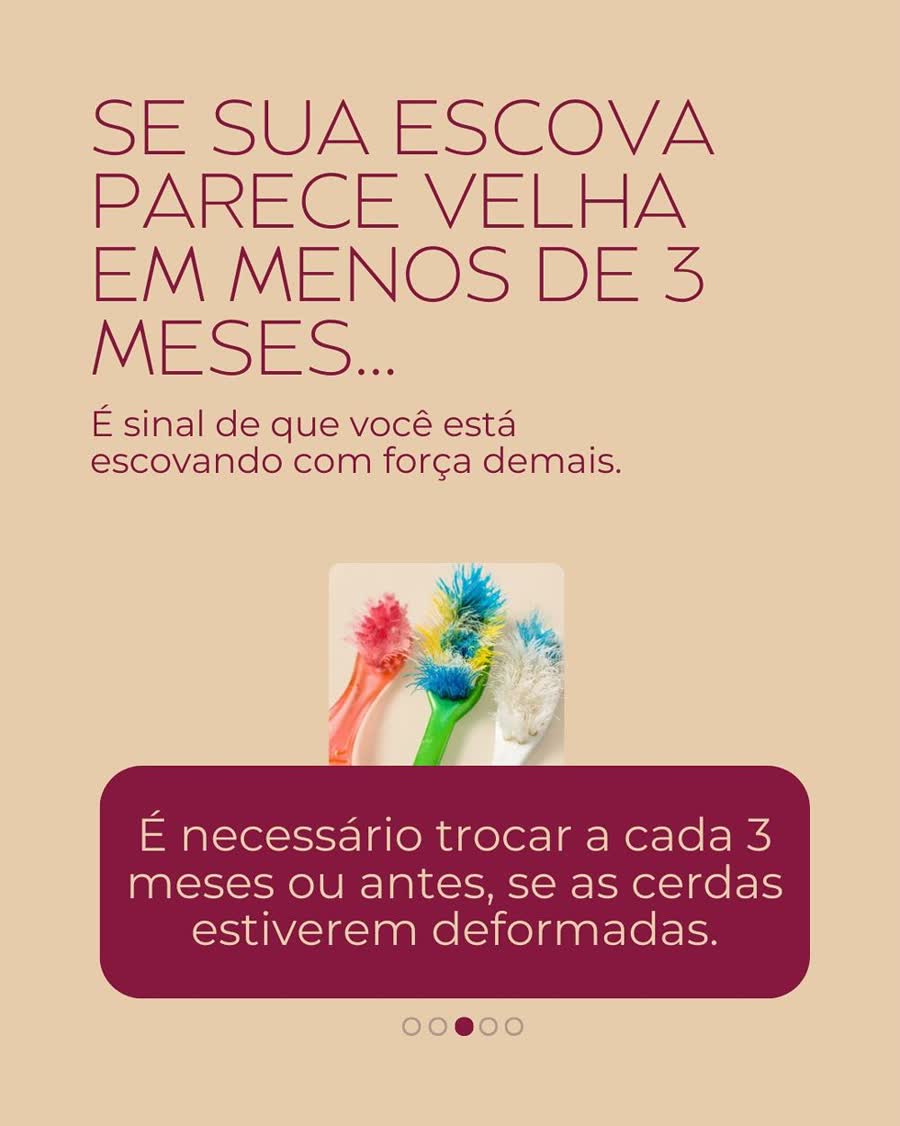 SE SUA ESCOVA
PARECE VELHA
EM MENOS DE 3
MESES...
É sinal de que você está
escovando com força demais.
É necessário trocar a cada 3
meses ou antes, se as cerdas
estiverem deformadas.